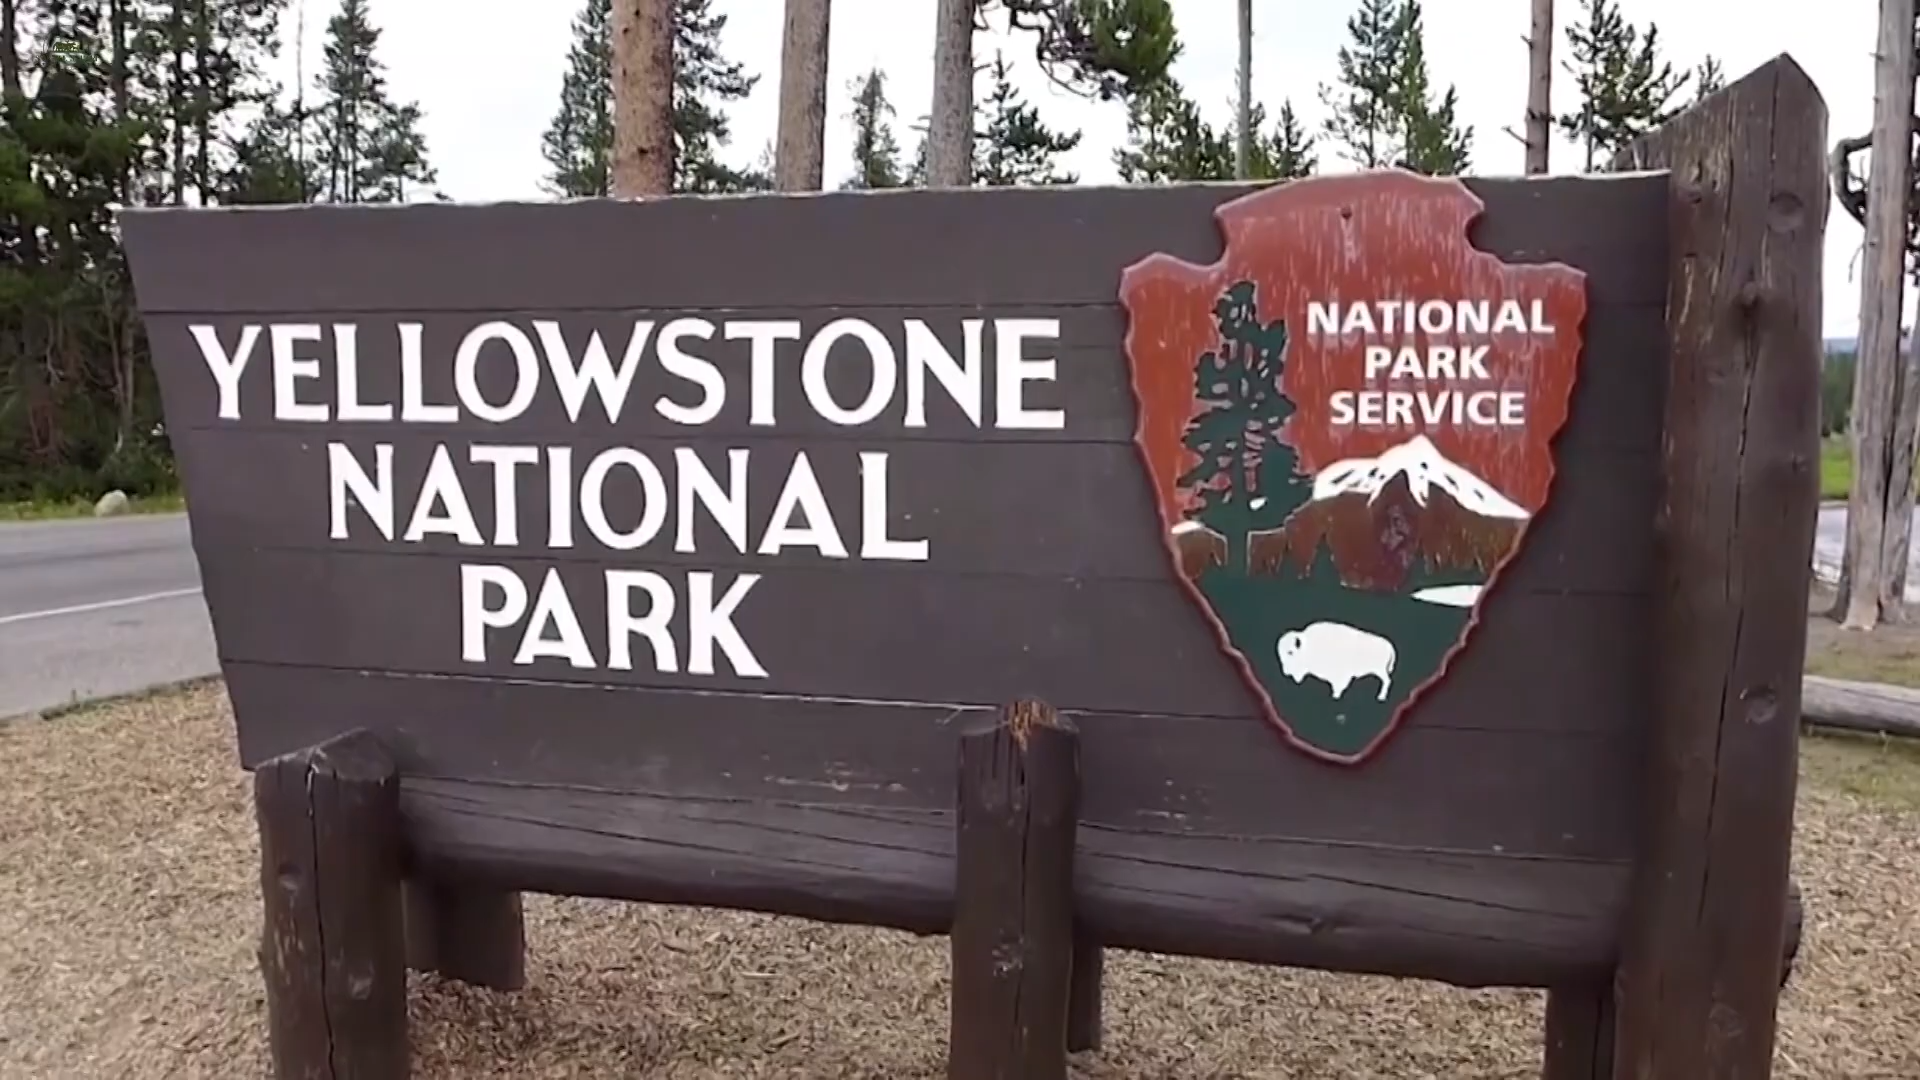 YELLOWSTONE
NATIONAL
PARK
NATIONAL
PARK
SERVICE